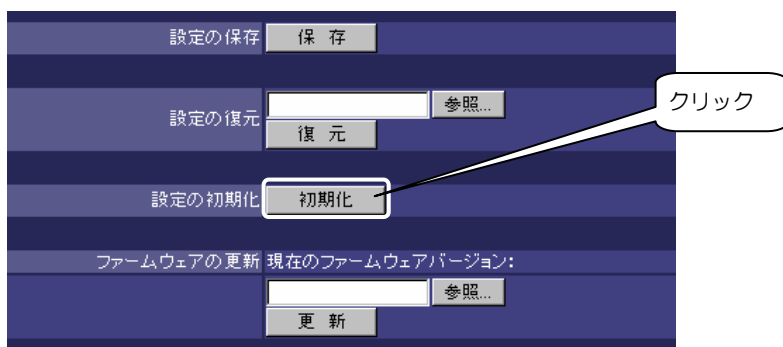 設定の保存 保 存
設定の復元 参照...
復 元
クリック
設定の初期化 初期化
ファームウェアの更新 現在のファームウェアバージョン:
参照...
更 新